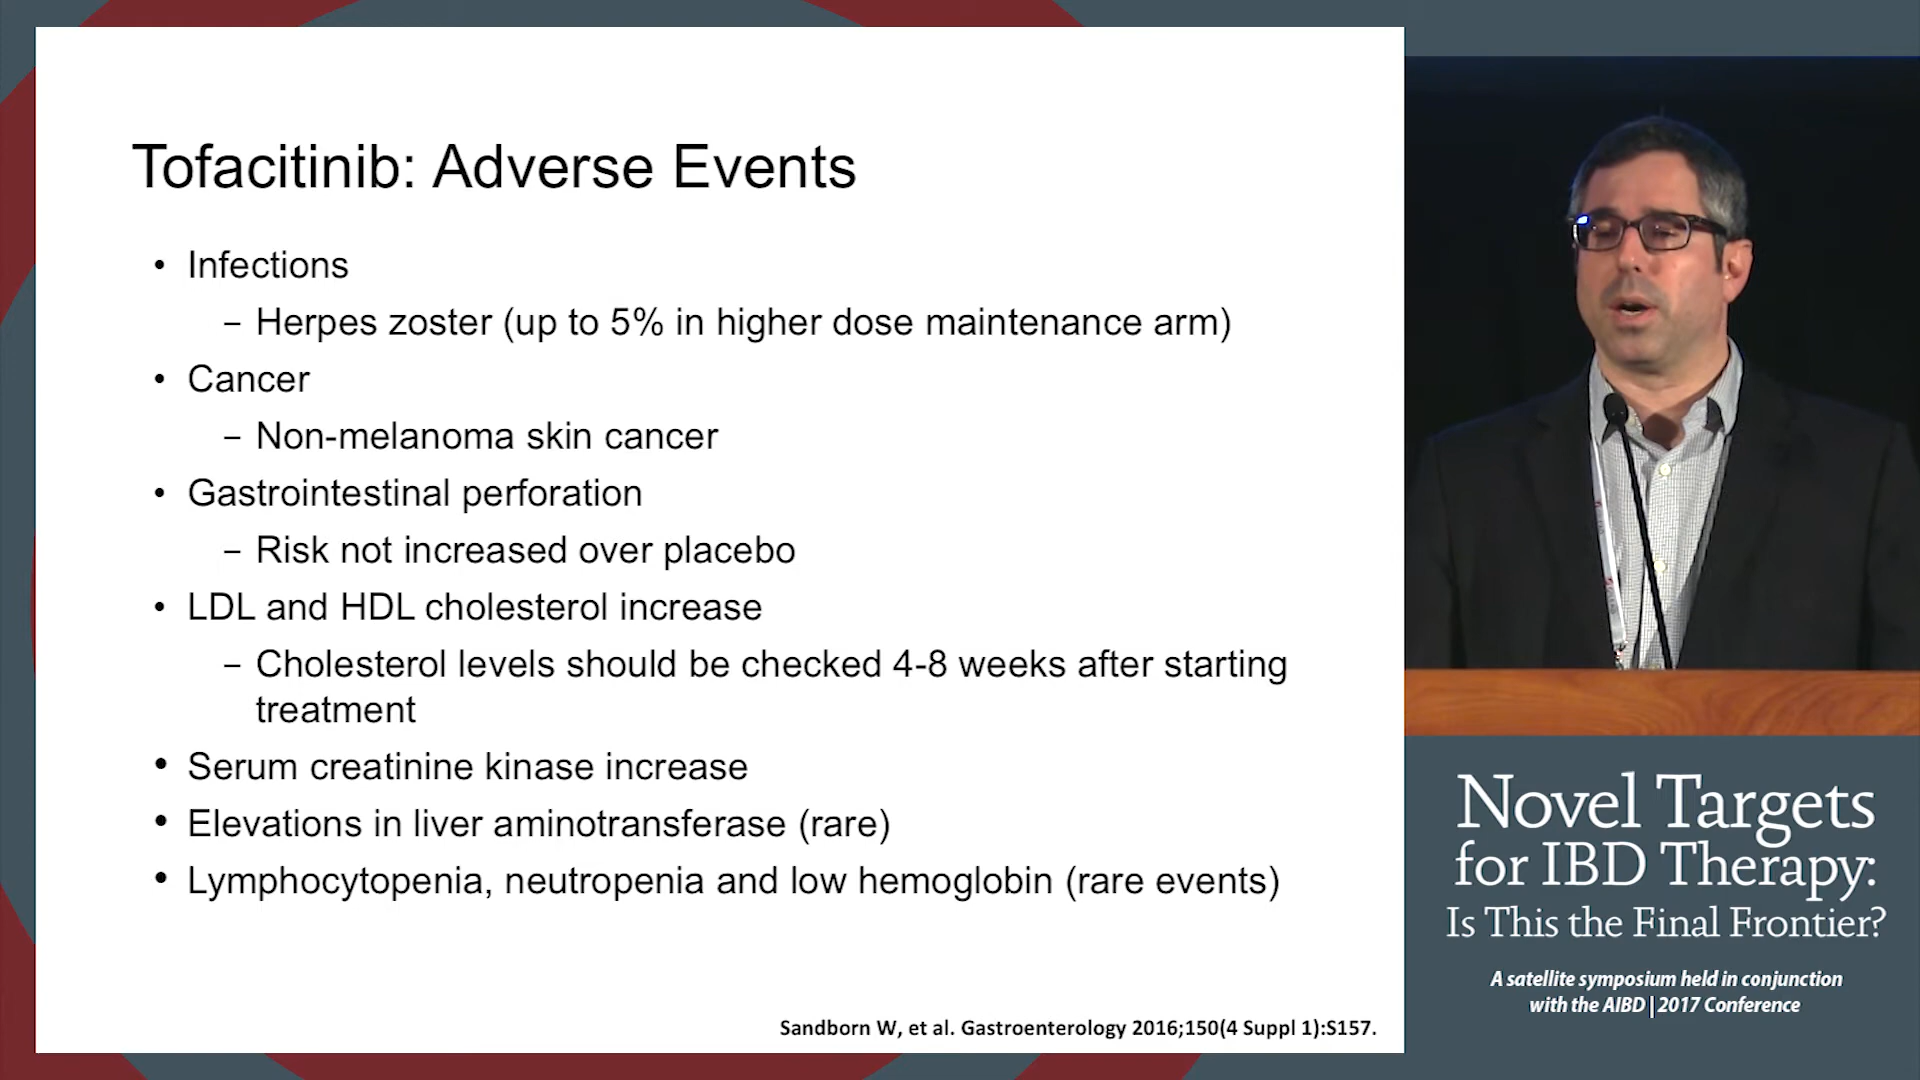 Tofacitinib: Adverse Events
• Infections
– Herpes zoster (up to 5% in higher dose maintenance arm)
• Cancer
– Non-melanoma skin cancer
• Gastrointestinal perforation
– Risk not increased over placebo
• LDL and HDL cholesterol increase
– Cholesterol levels should be checked 4-8 weeks after starting
treatment
• Serum creatinine kinase increase
• Elevations in liver aminotransferase (rare)
• Lymphocytopenia, neutropenia and low hemoglobin (rare events)
Sandborn W, et al. Gastroenterology 2016;150(4 Suppl 1):S157.
Novel Targets
for IBD Therapy:
Is This the Final Frontier?
A satellite symposium held in conjunction
with the AIBD | 2017 Conference